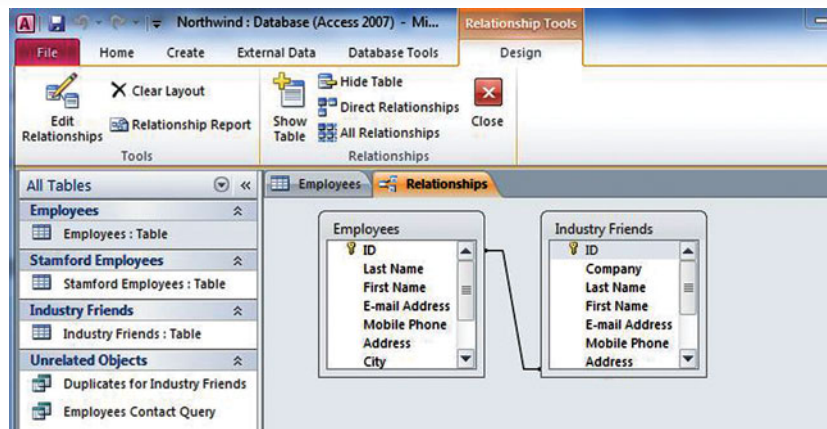 Northwind : Database (Access 2007) - Mi...
Relationship Tools
File Home Create External Data Database Tools Design
Edit Relationships
Clear Layout
Relationship Report
Tools
Show Table
Hide Table
Direct Relationships
All Relationships
Relationships
Close
All Tables
Employees
Employees : Table
Stamford Employees
Stamford Employees : Table
Industry Friends
Industry Friends : Table
Unrelated Objects
Duplicates for Industry Friends
Employees Contact Query
Employees Relationships
Employees
ID
Last Name
First Name
E-mail Address
Mobile Phone
Address
City
Industry Friends
ID
Company
Last Name
First Name
E-mail Address
Mobile Phone
Address